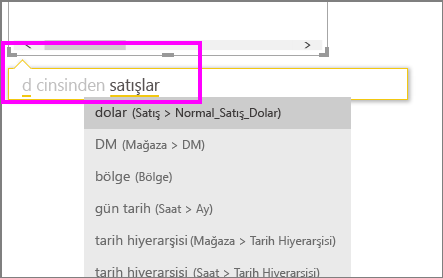 d cinsinden satışlar
dolar (Satış > Normal_Satış_Dolar)
DM (Mağaza > DM)
bölge (Bölge)
gün tarih (Saat > Ay)
tarih hiyerarşisi (Mağaza > Tarih Hiyerarşisi)
tarih hiyerarşisi (Saat > Tarih Hiyerarşisi)